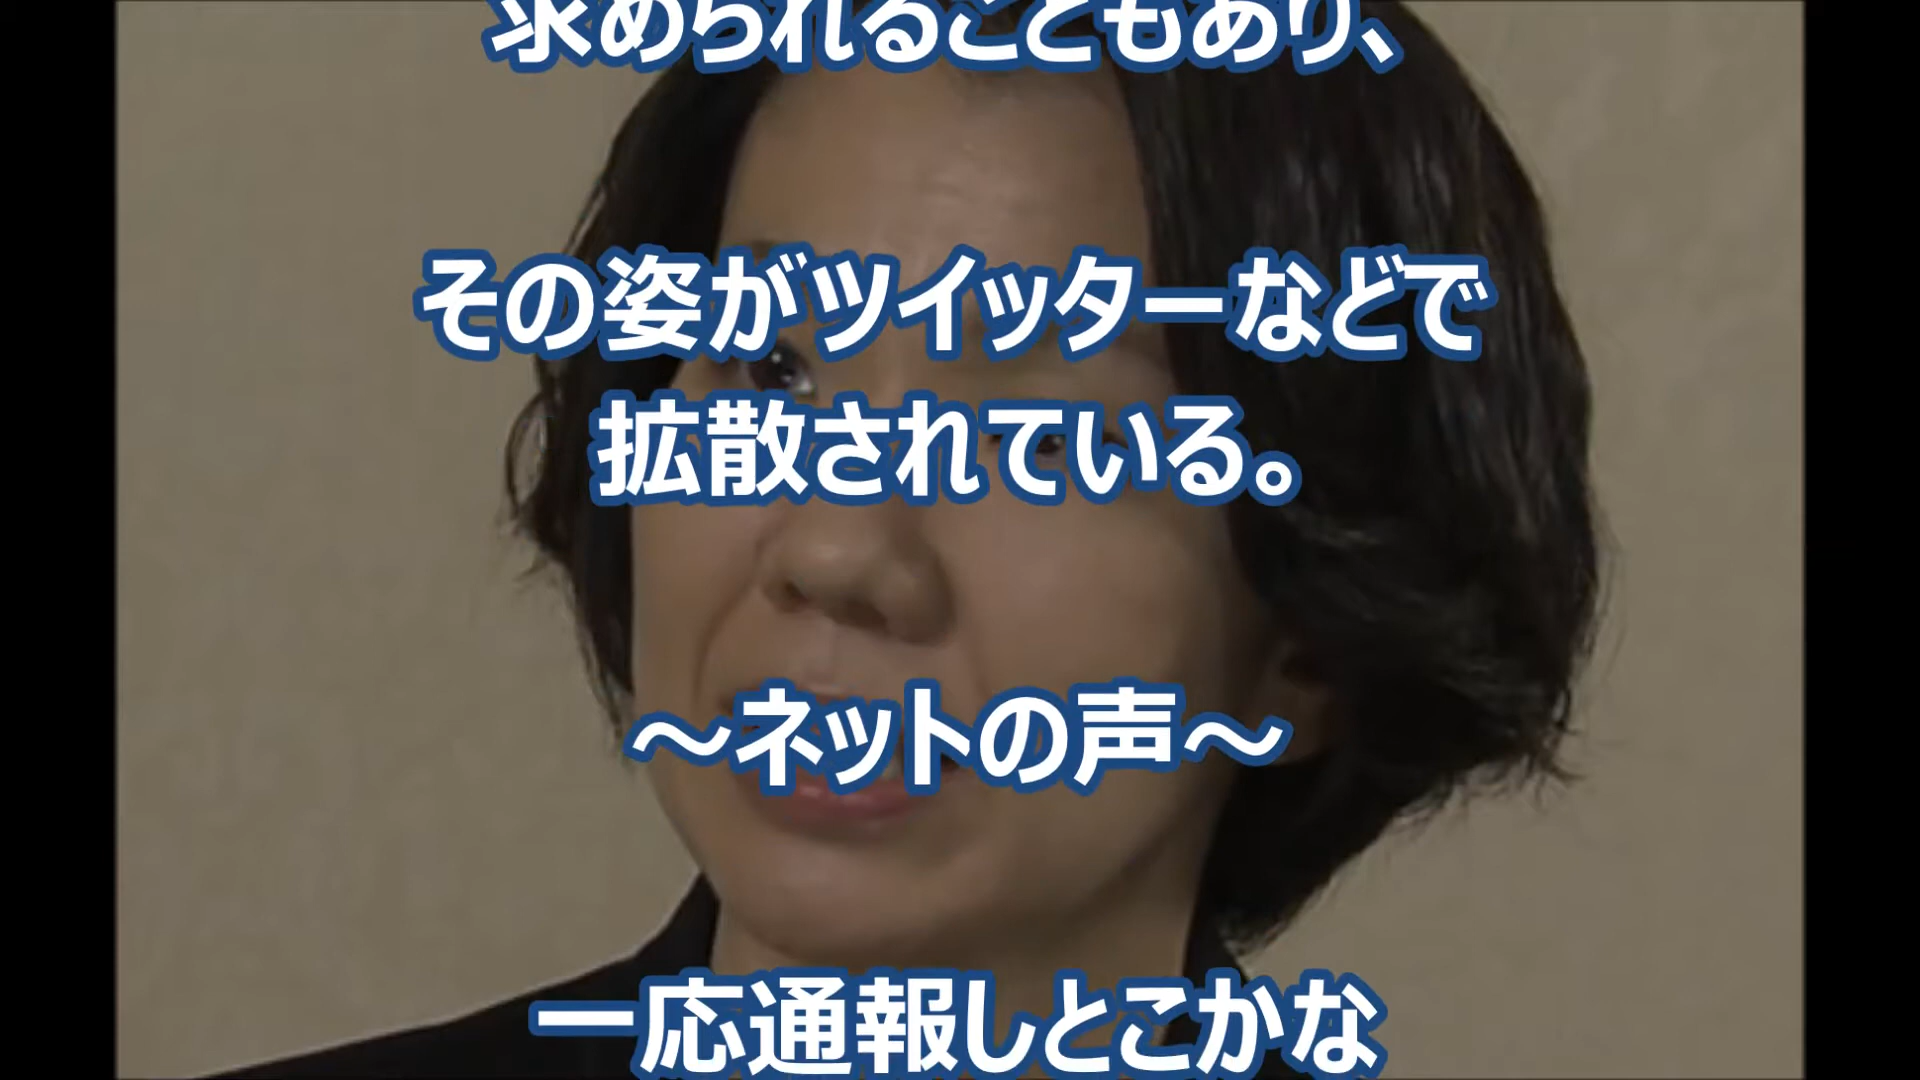 求められることもあり、
その姿がツイッターなどで
拡散されている。
～ネットの声～
一応通報しとこかな